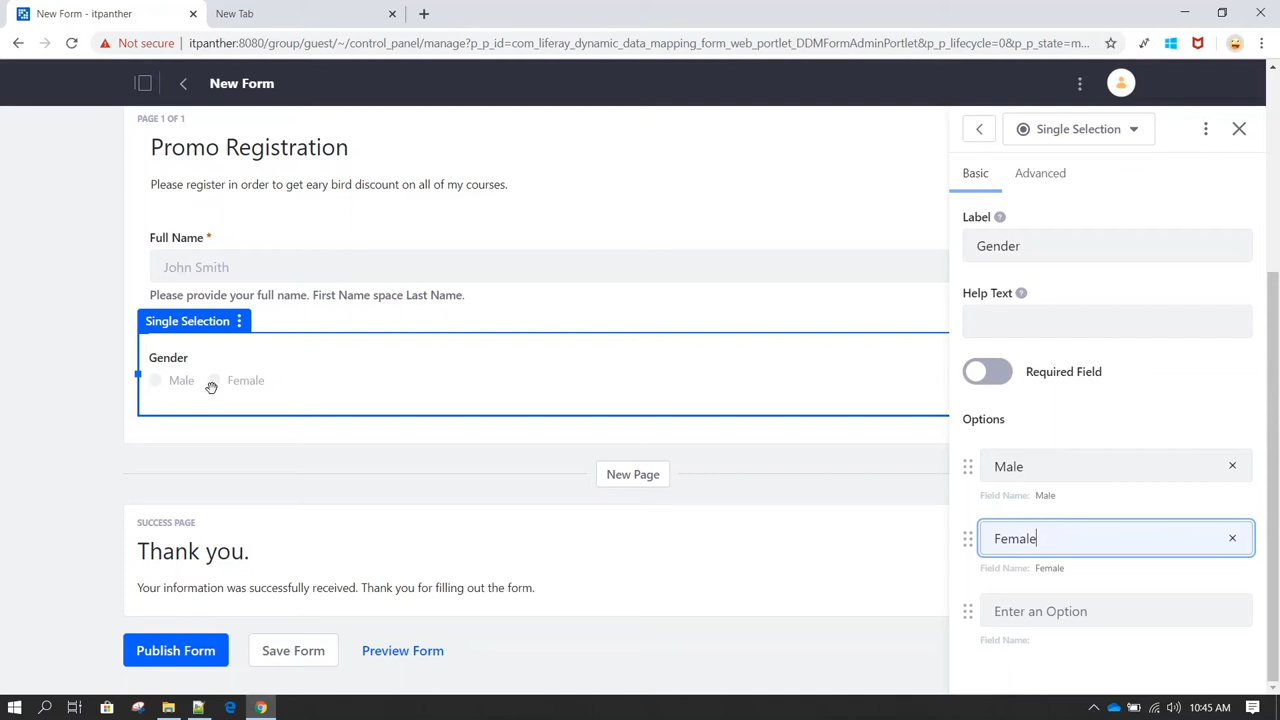 New Form - itpanther
New Tab
Not secure
itpanther:8080/group/guest/~/control_panel/manage?p_p_id=com_liferay_dynamic_data_mapping_form_web_portlet_DDMFormAdminPortlet&p_p_lifecycle=0&p_p_state=m...
New Form
PAGE 1 OF 1
Promo Registration
Please register in order to get eary bird discount on all of my courses.
Full Name *
John Smith
Please provide your full name. First Name space Last Name.
Single Selection
Gender
Male
Female
New Page
SUCCESS PAGE
Thank you.
Your information was successfully received. Thank you for filling out the form.
Publish Form
Save Form
Preview Form
Single Selection
Basic
Advanced
Label
Gender
Help Text
Required Field
Options
Male
Field Name: Male
Female
Field Name: Female
Enter an Option
Field Name:
10:45 AM